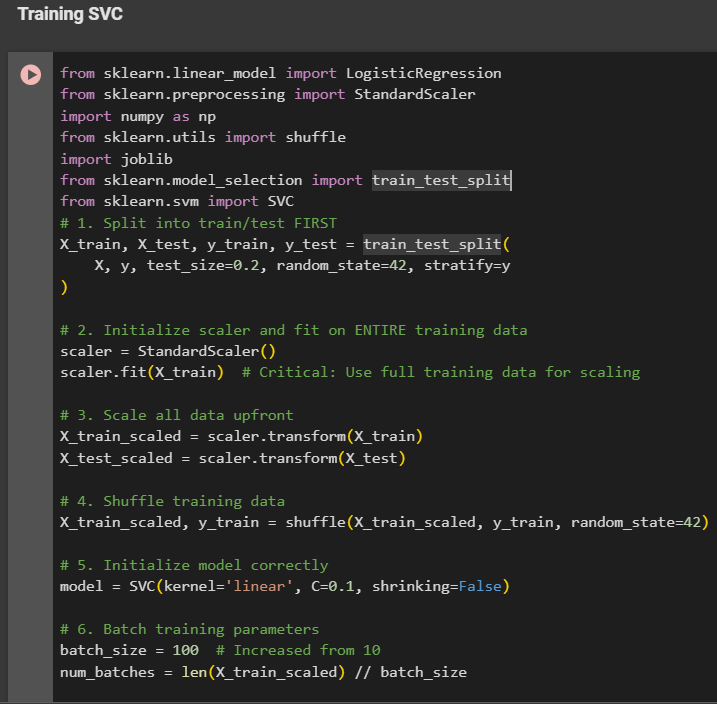 Training SVC
from sklearn.linear_model import LogisticRegression
from sklearn.preprocessing import StandardScaler
import numpy as np
from sklearn.utils import shuffle
import joblib
from sklearn.model_selection import train_test_split
from sklearn.svm import SVC
# 1. Split into train/test FIRST
X_train, X_test, y_train, y_test = train_test_split(
    X, y, test_size=0.2, random_state=42, stratify=y
)
# 2. Initialize scaler and fit on ENTIRE training data
scaler = StandardScaler()
scaler.fit(X_train)  # Critical: Use full training data for scaling
# 3. Scale all data upfront
X_train_scaled = scaler.transform(X_train)
X_test_scaled = scaler.transform(X_test)
# 4. Shuffle training data
X_train_scaled, y_train = shuffle(X_train_scaled, y_train, random_state=42)
# 5. Initialize model correctly
model = SVC(kernel='linear', C=0.1, shrinking=False)
# 6. Batch training parameters
batch_size = 100  # Increased from 10
num_batches = len(X_train_scaled) // batch_size